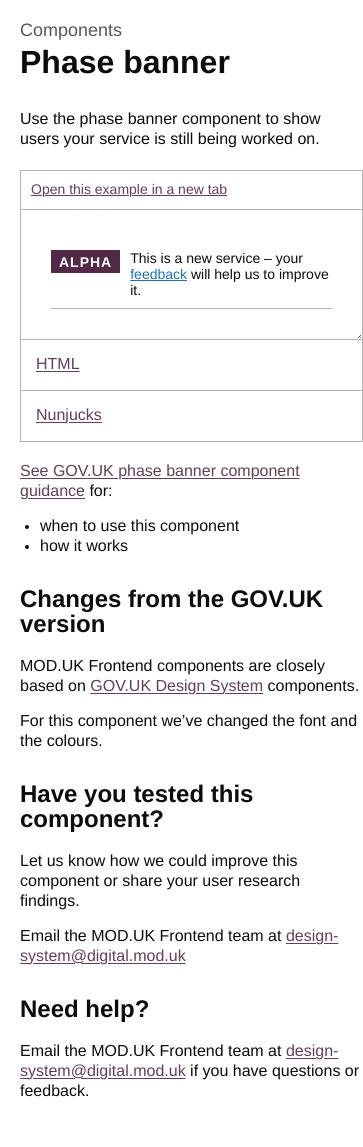 Components
Phase banner
Use the phase banner component to show
users your service is still being worked on.
Open this example in a new tab
ALPHA
This is a new service – your
feedback will help us to improve
it.
HTML
Nunjucks
See GOV.UK phase banner component
guidance for:
• when to use this component
• how it works
Changes from the GOV.UK
version
MOD.UK Frontend components are closely
based on GOV.UK Design System components.
For this component we’ve changed the font and
the colours.
Have you tested this
component?
Let us know how we could improve this
component or share your user research
findings.
Email the MOD.UK Frontend team at design-
system@digital.mod.uk
Need help?
Email the MOD.UK Frontend team at design-
system@digital.mod.uk if you have questions or
feedback.